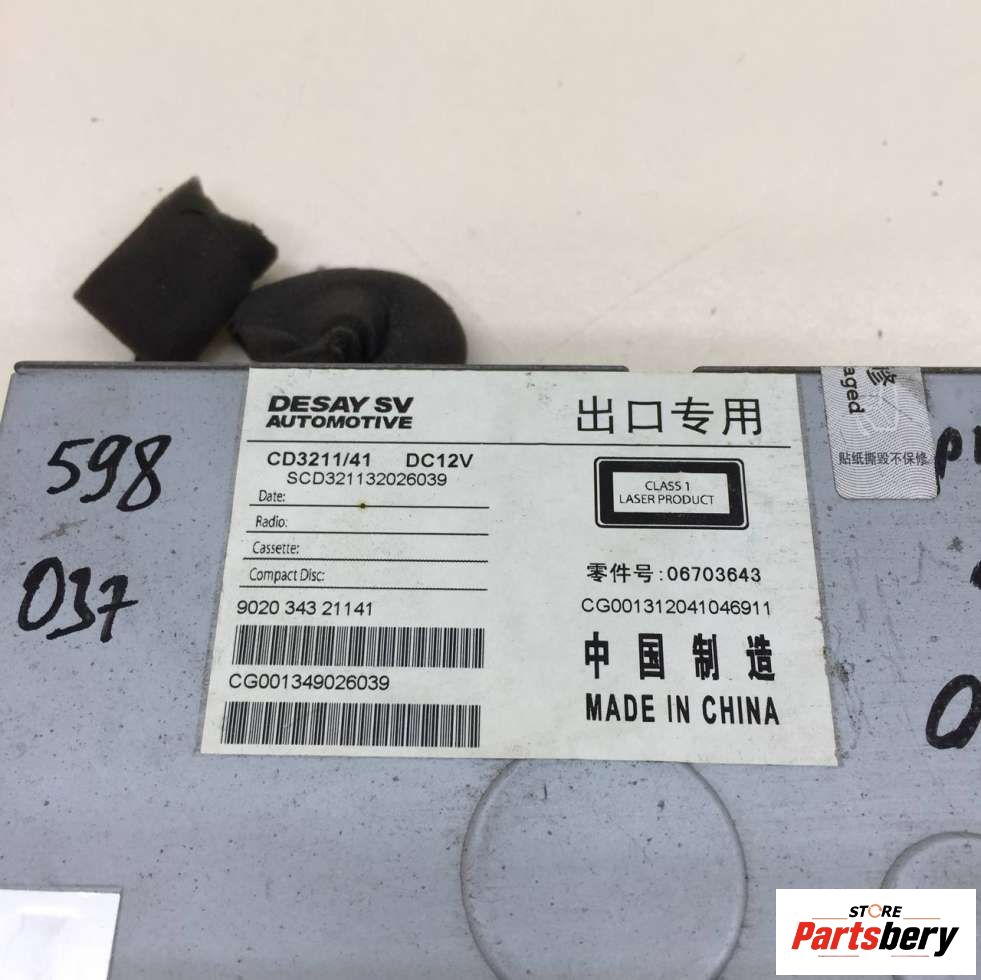 DESAY SV
AUTOMOTIVE
出口专用
CD3211/41 DC12V
SCD321132026039
Date:
Radio:
Cassette:
Compact Disc:
9020 343 21141
CG001349026039
CLASS 1
LASER PRODUCT
零件号:06703643
CG001312041046911
中国制造
MADE IN CHINA
修
aged
贴纸撕毁不保修
598
037
STORE
Partsbery